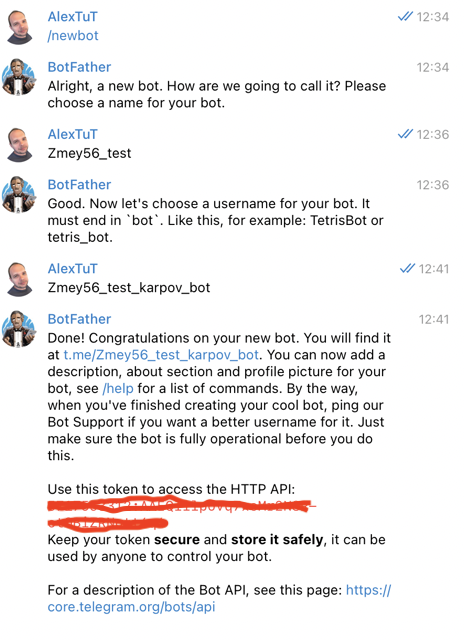 AlexTuT 12:34
/newbot
BotFather 12:34
Alright, a new bot. How are we going to call it? Please
choose a name for your bot.
AlexTuT 12:36
Zmey56_test
BotFather 12:36
Good. Now let's choose a username for your bot. It
must end in `bot`. Like this, for example: TetrisBot or
tetris_bot.
AlexTuT 12:41
Zmey56_test_karpov_bot
BotFather 12:41
Done! Congratulations on your new bot. You will find it
at t.me/Zmey56_test_karpov_bot. You can now add a
description, about section and profile picture for your
bot, see /help for a list of commands. By the way,
when you've finished creating your cool bot, ping our
Bot Support if you want a better username for it. Just
make sure the bot is fully operational before you do
this.
Use this token to access the HTTP API:
Keep your token secure and store it safely, it can be
used by anyone to control your bot.
For a description of the Bot API, see this page: https://
core.telegram.org/bots/api